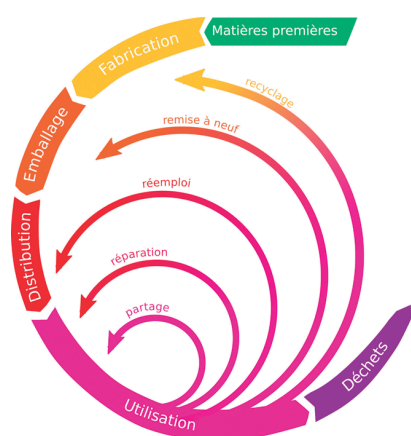 Matières premières
Fabrication
recyclage
Emballage
remise à neuf
réemploi
Distribution
réparation
partage
Utilisation
Déchets